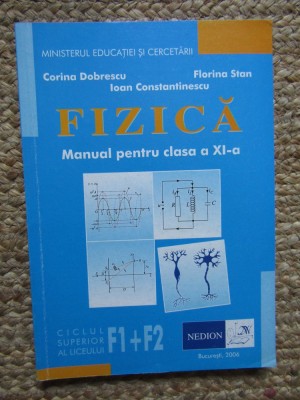 MINISTERUL EDUCAȚIEI ȘI CERCETĂRII
Corina Dobrescu
Florina Stan
Ioan Constantinescu
FIZICĂ
Manual pentru clasa a XI-a
CICLUL
SUPERIOR
AL LICEULUI
F1+F2
NEDION
București, 2006